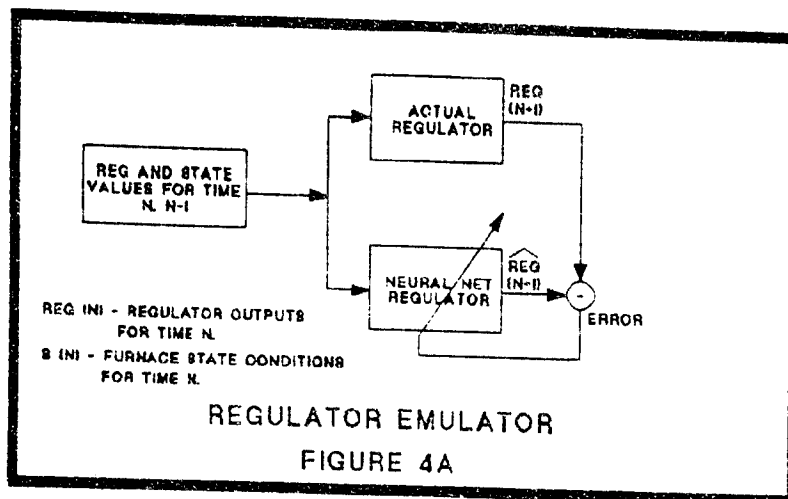 ACTUAL
REGULATOR
REG
(N+1)
REG AND STATE
VALUES FOR TIME
N, N-1
NEURAL NET
REGULATOR
REG
(N+1)
-
ERROR
REG (N) - REGULATOR OUTPUTS
FOR TIME N.
S (N) - FURNACE STATE CONDITIONS
FOR TIME N.
REGULATOR EMULATOR
FIGURE 4A